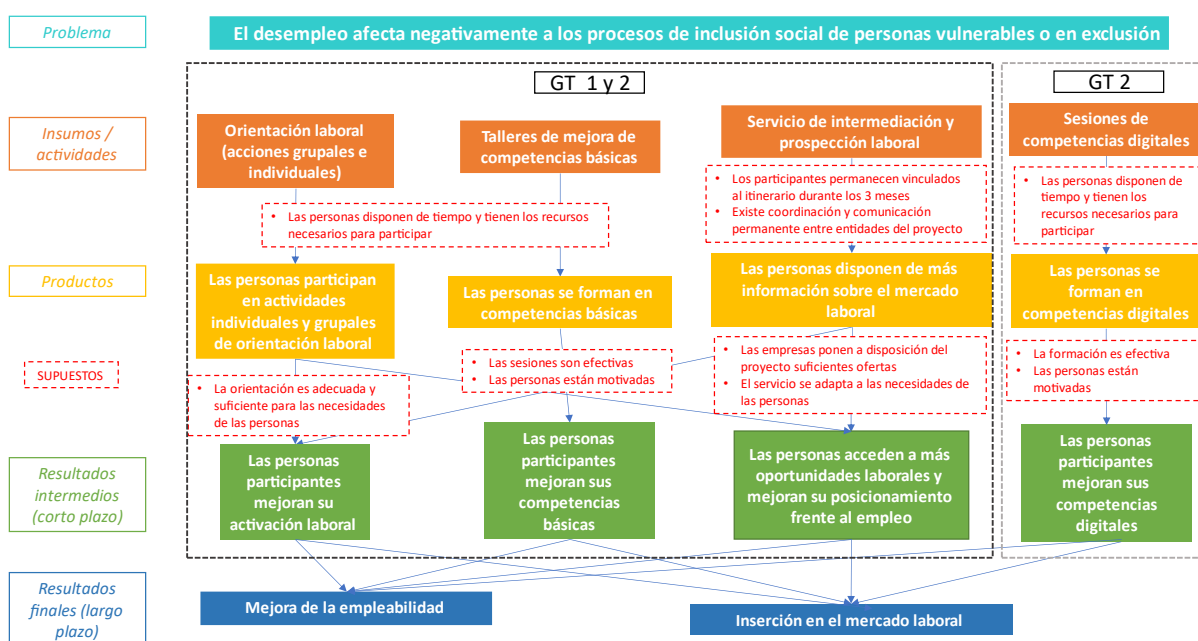 Problema
El desempleo afecta negativamente a los procesos de inclusión social de personas vulnerables o en exclusión
GT 1 y 2
GT 2
Insumos /
actividades
Orientación laboral
(acciones grupales e
individuales)
Talleres de mejora de
competencias básicas
Servicio de intermediación y
prospección laboral
Sesiones de
competencias digitales
• Las personas disponen de tiempo y tienen los recursos
necesarios para participar
• Los participantes permanecen vinculados
al itinerario durante los 3 meses
• Existe coordinación y comunicación
permanente entre entidades del proyecto
• Las personas disponen de
tiempo y tienen los
recursos necesarios para
participar
Productos
Las personas participan
en actividades
individuales y grupales
de orientación laboral
Las personas se forman en
competencias básicas
Las personas disponen de más
información sobre el mercado
laboral
Las personas se
forman en
competencias digitales
SUPUESTOS
• La orientación es adecuada y
suficiente para las necesidades
de las personas
• Las sesiones son efectivas
• Las personas están motivadas
• Las empresas ponen a disposición del
proyecto suficientes ofertas
• El servicio se adapta a las necesidades de
las personas
• La formación es efectiva
• Las personas están
motivadas
Resultados
intermedios
(corto plazo)
Las personas
participantes
mejoran su
activación laboral
Las personas
participantes
mejoran sus
competencias
básicas
Las personas acceden a más
oportunidades laborales y
mejoran su posicionamiento
frente al empleo
Las personas
participantes
mejoran sus
competencias
digitales
Resultados
finales (largo
plazo)
Mejora de la empleabilidad
Inserción en el mercado laboral